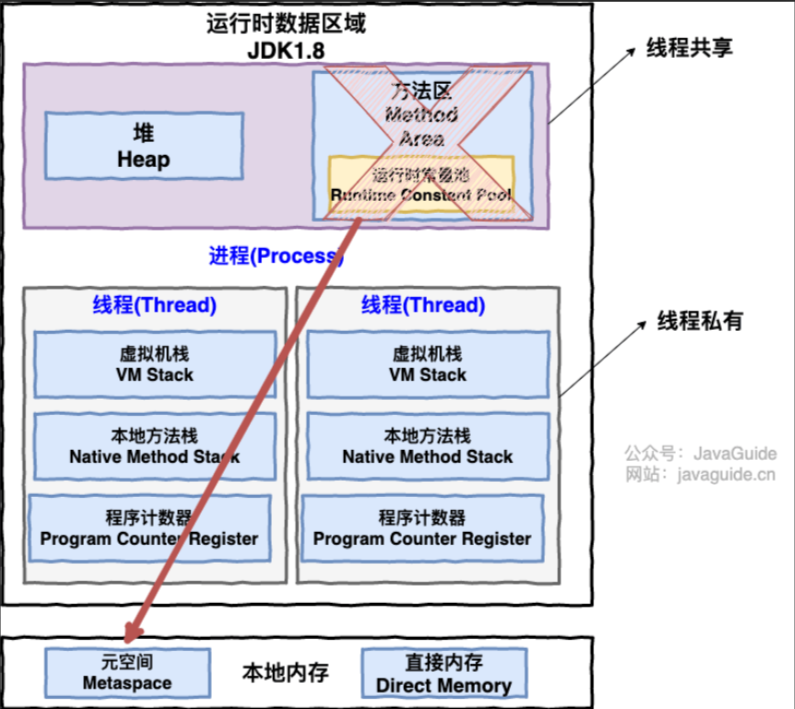 运行时数据区域
JDK1.8
线程共享
堆
Heap
方法区
Method
Area
运行时常量池
Runtime Constant Pool
进程(Process)
线程(Thread)
虚拟机栈
VM Stack
本地方法栈
Native Method Stack
程序计数器
Program Counter Register
线程(Thread)
虚拟机栈
VM Stack
本地方法栈
Native Method Stack
程序计数器
Program Counter Register
线程私有
公众号：JavaGuide
网站：javaguide.cn
元空间
Metaspace
本地内存
直接内存
Direct Memory